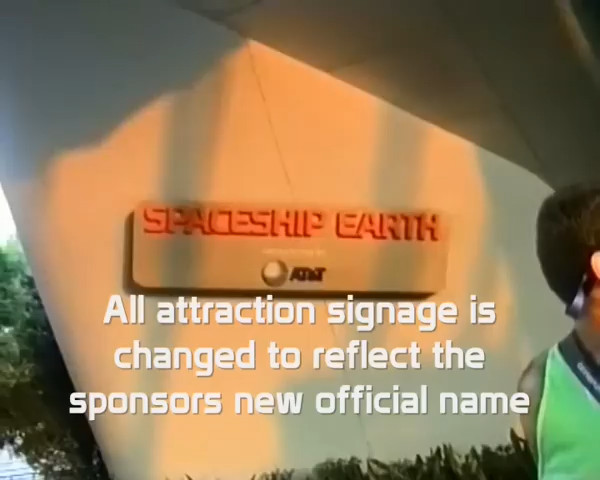 SPACESHIP EARTH
AT&T
All attraction signage is
changed to reflect the
sponsors new official name